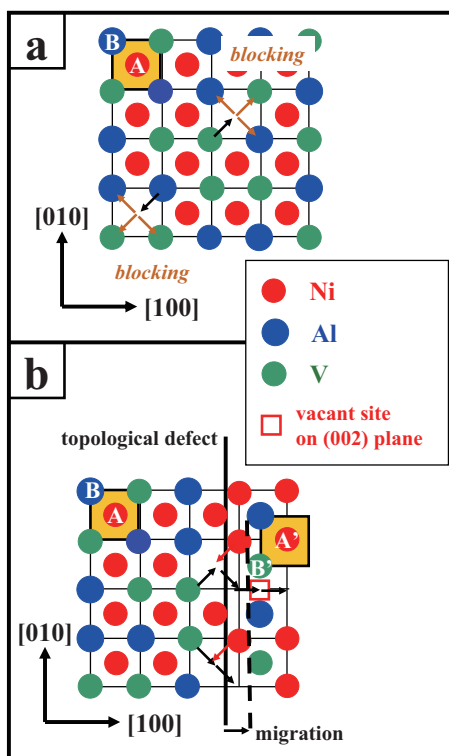 a
B
A
blocking
blocking
[010]
[100]
Ni
Al
V
vacant site
on (002) plane
b
topological defect
B
A
A'
B'
[010]
[100]
migration